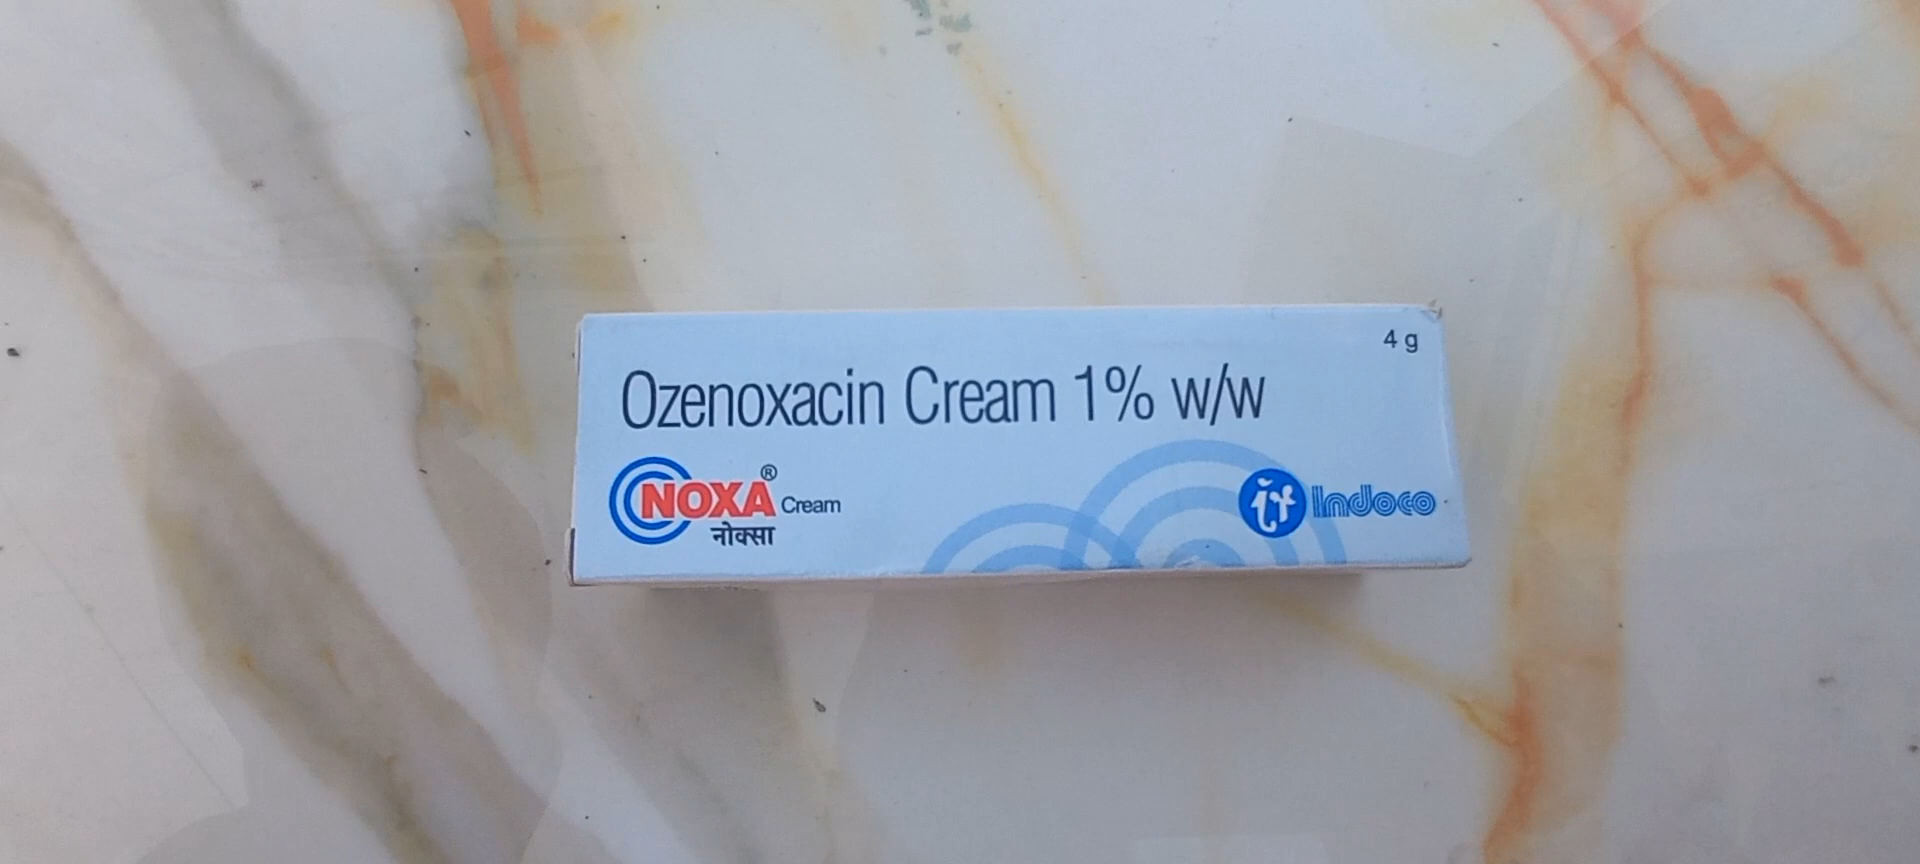 4 g
Ozenoxacin Cream 1% w/w
NOXA® Cream
नोक्सा
Indoco